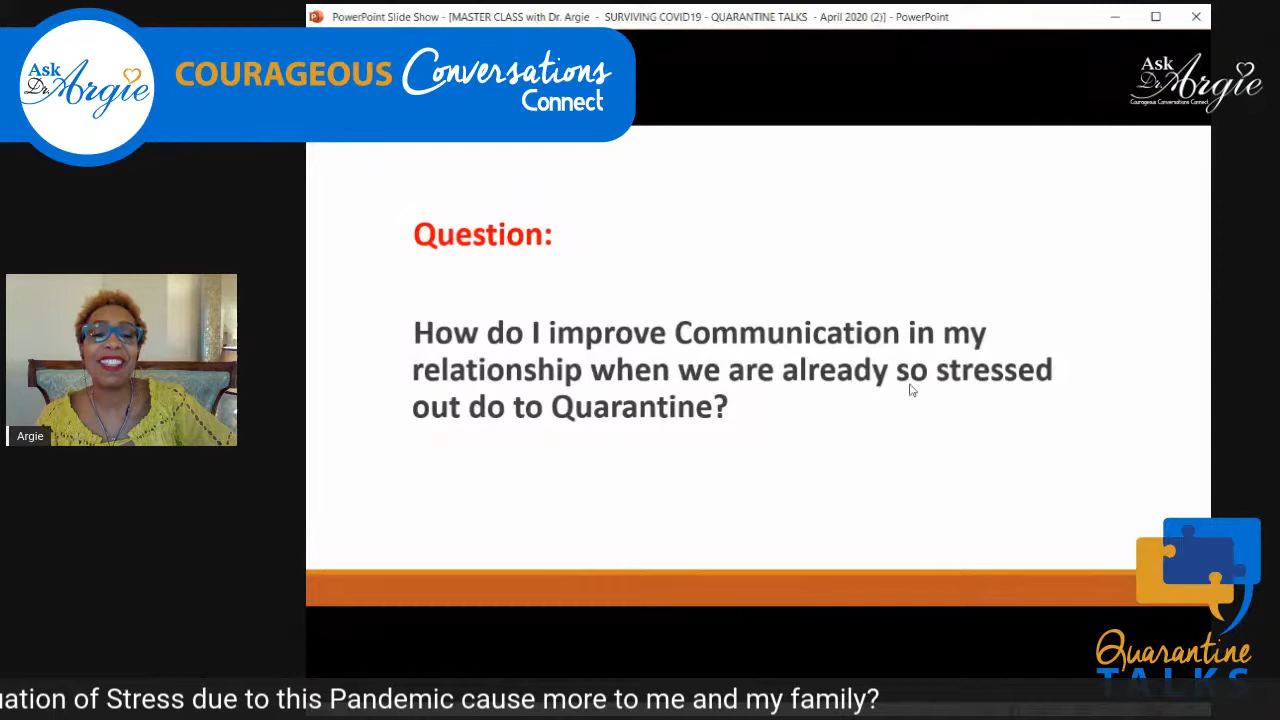 PowerPoint Slide Show - [MASTER CLASS with Dr. Argie - SURVIVING COVID19 - QUARANTINE TALKS - April 2020 (2)] - PowerPoint
Ask
Dr. Argie
COURAGEOUS Conversations
Connect
Ask
Dr. Argie
Courageous Conversations Connect
Question:
How do I improve Communication in my
relationship when we are already so stressed
out do to Quarantine?
Argie
Quarantine
TALKS
uation of Stress due to this Pandemic cause more to me and my family?